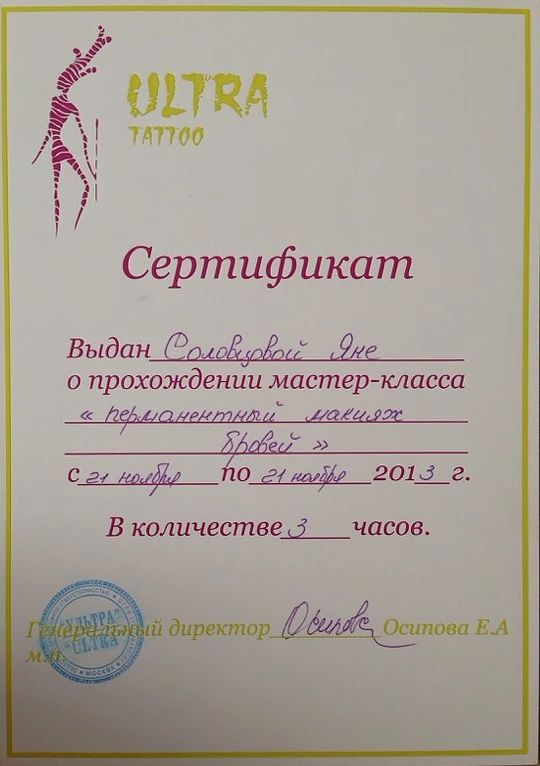 ULTRA
TATTOO
Сертификат
Выдан Соловцовой Яне
о прохождении мастер-класса
« перманентный макияж
бровей »
с 21 ноября по 21 ноября 2013 г.
В количестве 3 часов.
"УЛЬТРА"
"ULTRA"
МОСКВА
Генеральный директор Осипова Осипова Е.А
м.п.